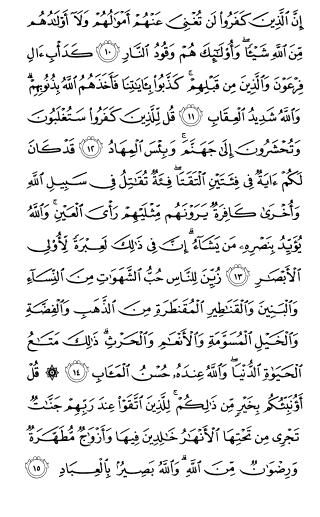 إِنَّ ٱلَّذِينَ كَفَرُوا۟ لَن تُغْنِىَ عَنْهُمْ أَمْوَٰلُهُمْ وَلَآ أَوْلَٰدُهُم
مِّنَ ٱللَّهِ شَيْـًٔا ۖ وَأُو۟لَٰٓئِكَ هُمْ وَقُودُ ٱلنَّارِ ١٠ كَدَأْبِ ءَالِ
فِرْعَوْنَ وَٱلَّذِينَ مِن قَبْلِهِمْ ۚ كَذَّبُوا۟ بِـَٔايَٰتِنَا فَأَخَذَهُمُ ٱللَّهُ بِذُنُوبِهِمْ ۗ
وَٱللَّهُ شَدِيدُ ٱلْعِقَابِ ١١ قُل لِّلَّذِينَ كَفَرُوا۟ سَتُغْلَبُونَ
وَتُحْشَرُونَ إِلَىٰ جَهَنَّمَ ۚ وَبِئْسَ ٱلْمِهَادُ ١٢ قَدْ كَانَ
لَكُمْ ءَايَةٌ فِى فِئَتَيْنِ ٱلْتَقَتَا ۖ فِئَةٌ تُقَٰتِلُ فِى سَبِيلِ ٱللَّهِ
وَأُخْرَىٰ كَافِرَةٌ يَرَوْنَهُم مِّثْلَيْهِمْ رَأْىَ ٱلْعَيْنِ ۚ وَٱللَّهُ
يُؤَيِّدُ بِنَصْرِهِۦ مَن يَشَآءُ ۗ إِنَّ فِى ذَٰلِكَ لَعِبْرَةً لِّأُو۟لِى
ٱلْأَبْصَٰرِ ١٣ زُيِّنَ لِلنَّاسِ حُبُّ ٱلشَّهَوَٰتِ مِنَ ٱلنِّسَآءِ
وَٱلْبَنِينَ وَٱلْقَنَٰطِيرِ ٱلْمُقَنطَرَةِ مِنَ ٱلذَّهَبِ وَٱلْفِضَّةِ
وَٱلْخَيْلِ ٱلْمُسَوَّمَةِ وَٱلْأَنْعَٰمِ وَٱلْحَرْثِ ۗ ذَٰلِكَ مَتَٰعُ
ٱلْحَيَوٰةِ ٱلدُّنْيَا ۖ وَٱللَّهُ عِندَهُۥ حُسْنُ ٱلْمَـَٔابِ ١٤ ۞ قُلْ
أَؤُنَبِّئُكُم بِخَيْرٍ مِّن ذَٰلِكُمْ ۚ لِلَّذِينَ ٱتَّقَوْا۟ عِندَ رَبِّهِمْ جَنَّٰتٌ
تَجْرِى مِن تَحْتِهَا ٱلْأَنْهَٰرُ خَٰلِدِينَ فِيهَا وَأَزْوَٰجٌ مُّطَهَّرَةٌ
وَرِضْوَٰنٌ مِّنَ ٱللَّهِ ۗ وَٱللَّهُ بَصِيرٌۢ بِٱلْعِبَادِ ١٥